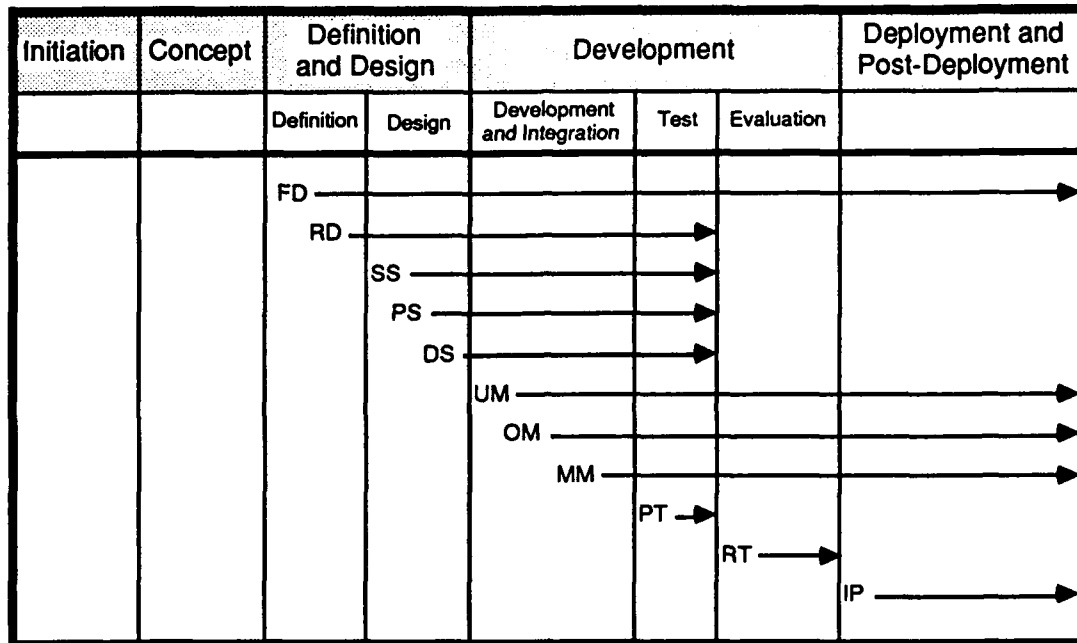 Initiation
Concept
Definition
and Design
Development
Deployment and
Post-Deployment
Definition
Design
Development
and Integration
Test
Evaluation
FD
RD
SS
PS
DS
UM
OM
MM
PT
RT
IP